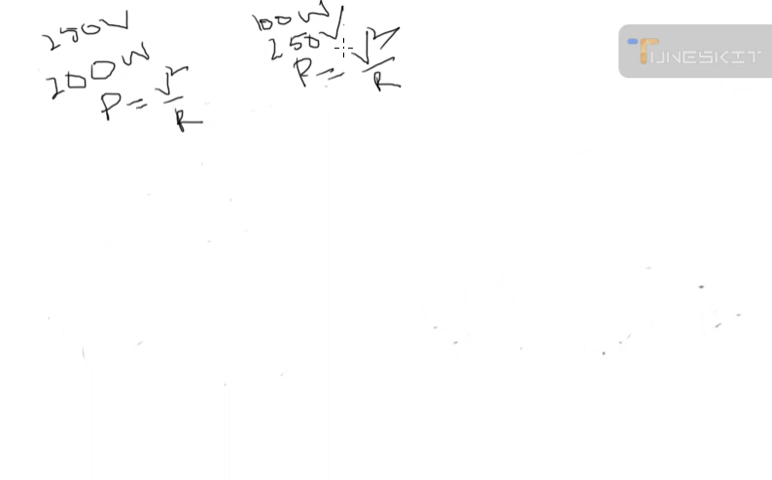 250V
200W
P = V²/R
100W
250V
P = V²/R
TUNESKIT